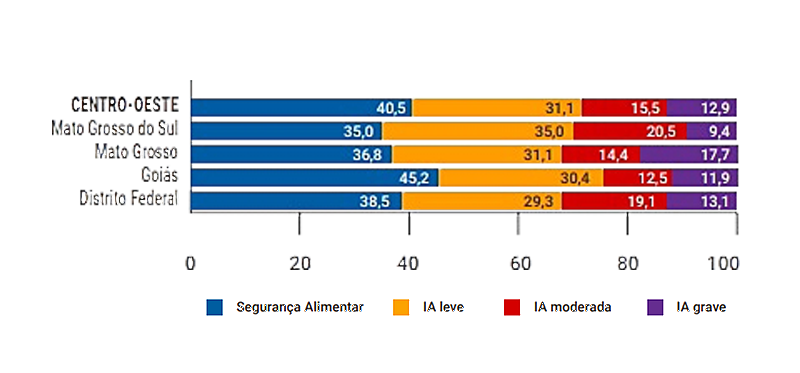 CENTRO-OESTE 40,5 31,1 15,5 12,9
Mato Grosso do Sul 35,0 35,0 20,5 9,4
Mato Grosso 36,8 31,1 14,4 17,7
Goiás 45,2 30,4 12,5 11,9
Distrito Federal 38,5 29,3 19,1 13,1
0 20 40 60 80 100
Segurança Alimentar IA leve IA moderada IA grave